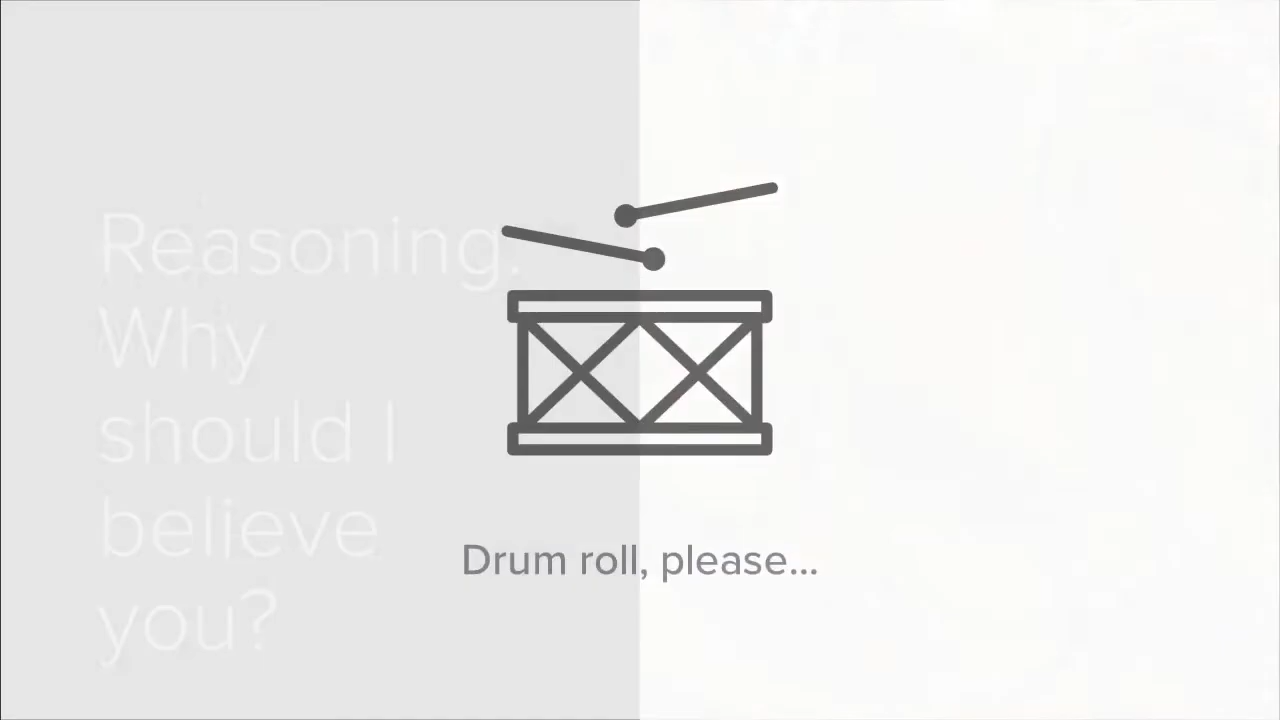 Reasoning.
Why
should I
believe
you?
Drum roll, please...